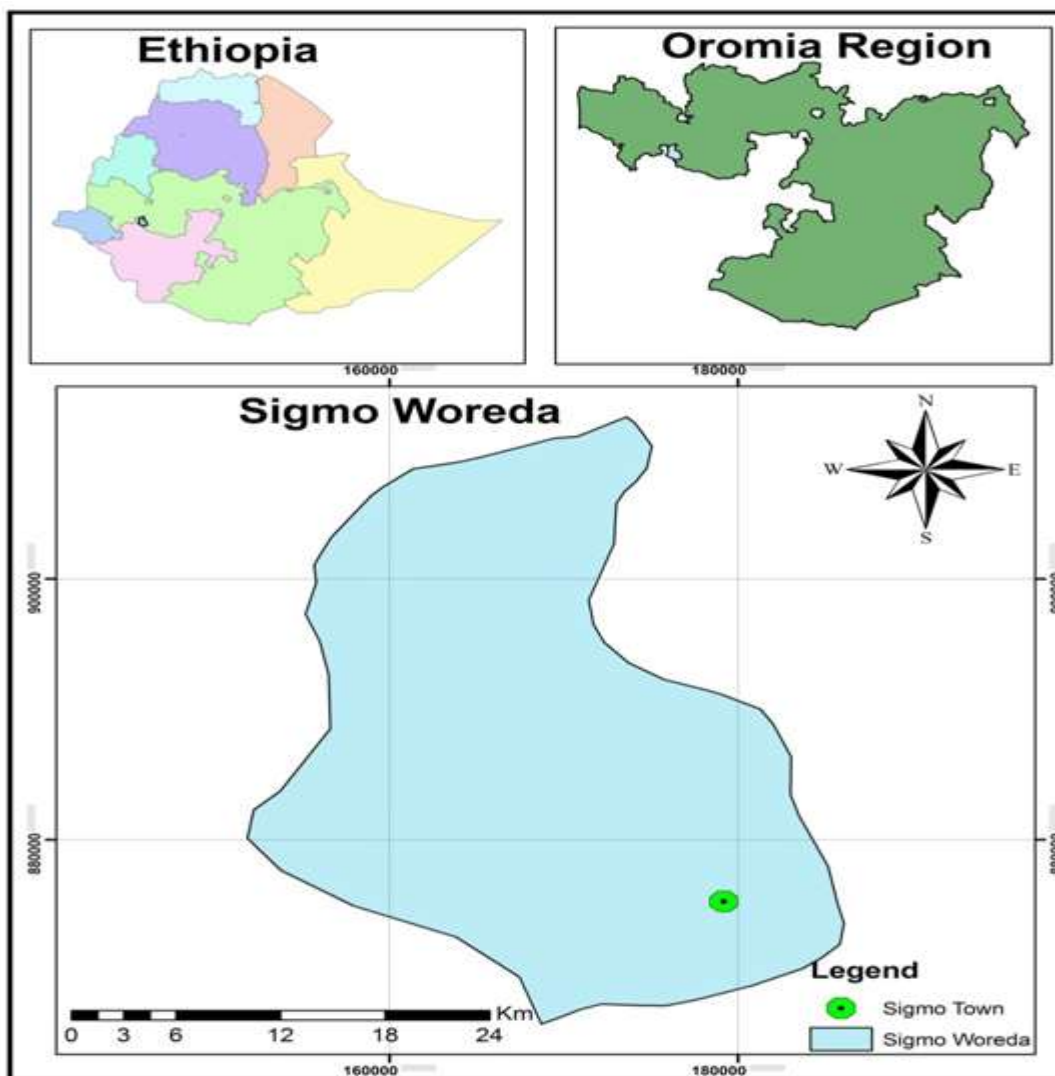 Ethiopia
Oromia Region
160000
180000
Sigmo Woreda
N
W
E
S
900000
880000
880000
Legend
Sigmo Town
Sigmo Woreda
Km
0 3 6 12 18 24
160000
180000